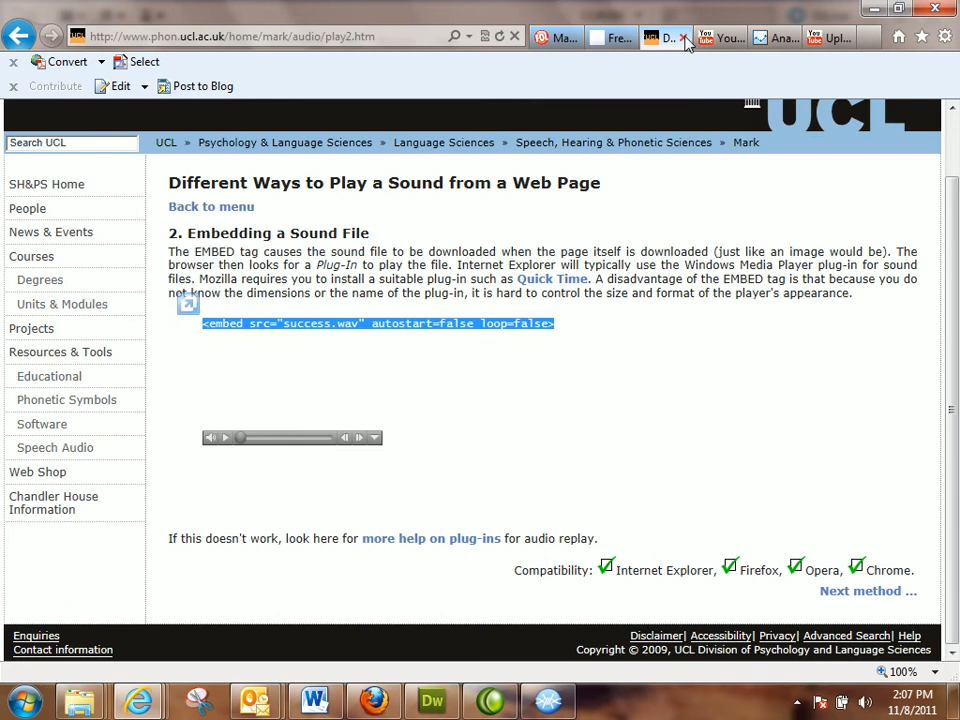 http://www.phon.ucl.ac.uk/home/mark/audio/play2.htm
Ma...
Fre...
D..
You...
Ana...
Upl...
Convert
Select
Contribute
Edit
Post to Blog
UCL
Search UCL
UCL » Psychology & Language Sciences » Language Sciences » Speech, Hearing & Phonetic Sciences » Mark
SH&PS Home
People
News & Events
Courses
Degrees
Units & Modules
Projects
Resources & Tools
Educational
Phonetic Symbols
Software
Speech Audio
Web Shop
Chandler House
Information
Different Ways to Play a Sound from a Web Page
Back to menu
2. Embedding a Sound File
The EMBED tag causes the sound file to be downloaded when the page itself is downloaded (just like an image would be). The
browser then looks for a Plug-In to play the file. Internet Explorer will typically use the Windows Media Player plug-in for sound
files. Mozilla requires you to install a suitable plug-in such as Quick Time. A disadvantage of the EMBED tag is that because you do
not know the dimensions or the name of the plug-in, it is hard to control the size and format of the player's appearance.
<embed src="success.wav" autostart=false loop=false>
If this doesn't work, look here for more help on plug-ins for audio replay.
Compatibility: Internet Explorer, Firefox, Opera, Chrome.
Next method ...
Enquiries
Contact information
Disclaimer| Accessibility| Privacy| Advanced Search| Help
Copyright © 2009, UCL Division of Psychology and Language Sciences
100%
Dw
2:07 PM
11/8/2011